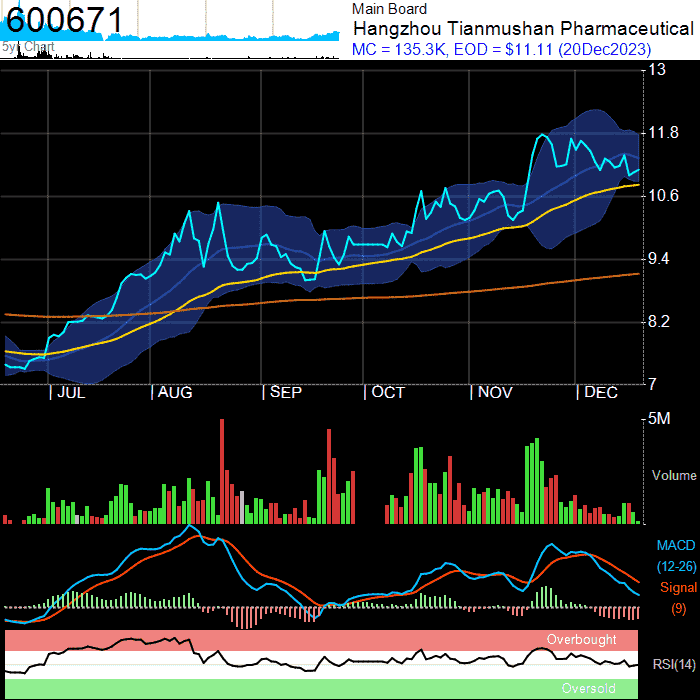 600671
5yr Chart
Main Board
Hangzhou Tianmushan Pharmaceutical
MC = 135.3K, EOD = $11.11 (20Dec2023)
13
11.8
10.6
9.4
8.2
7
JUL
AUG
SEP
OCT
NOV
DEC
5M
Volume
MACD
(12-26)
Signal
(9)
Overbought
RSI(14)
Oversold